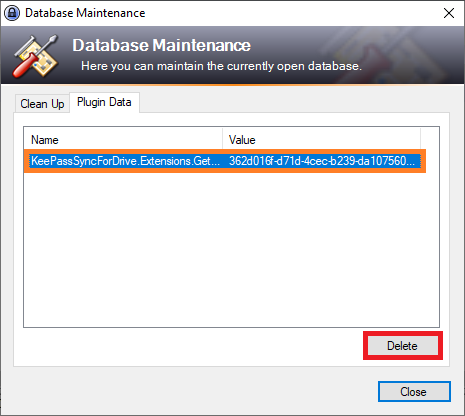 Database Maintenance
Database Maintenance
Here you can maintain the currently open database.
Clean Up Plugin Data
Name Value
KeePassSyncForDrive.Extensions.Get... 362d016f-d71d-4cec-b239-da107560...
Delete
Close